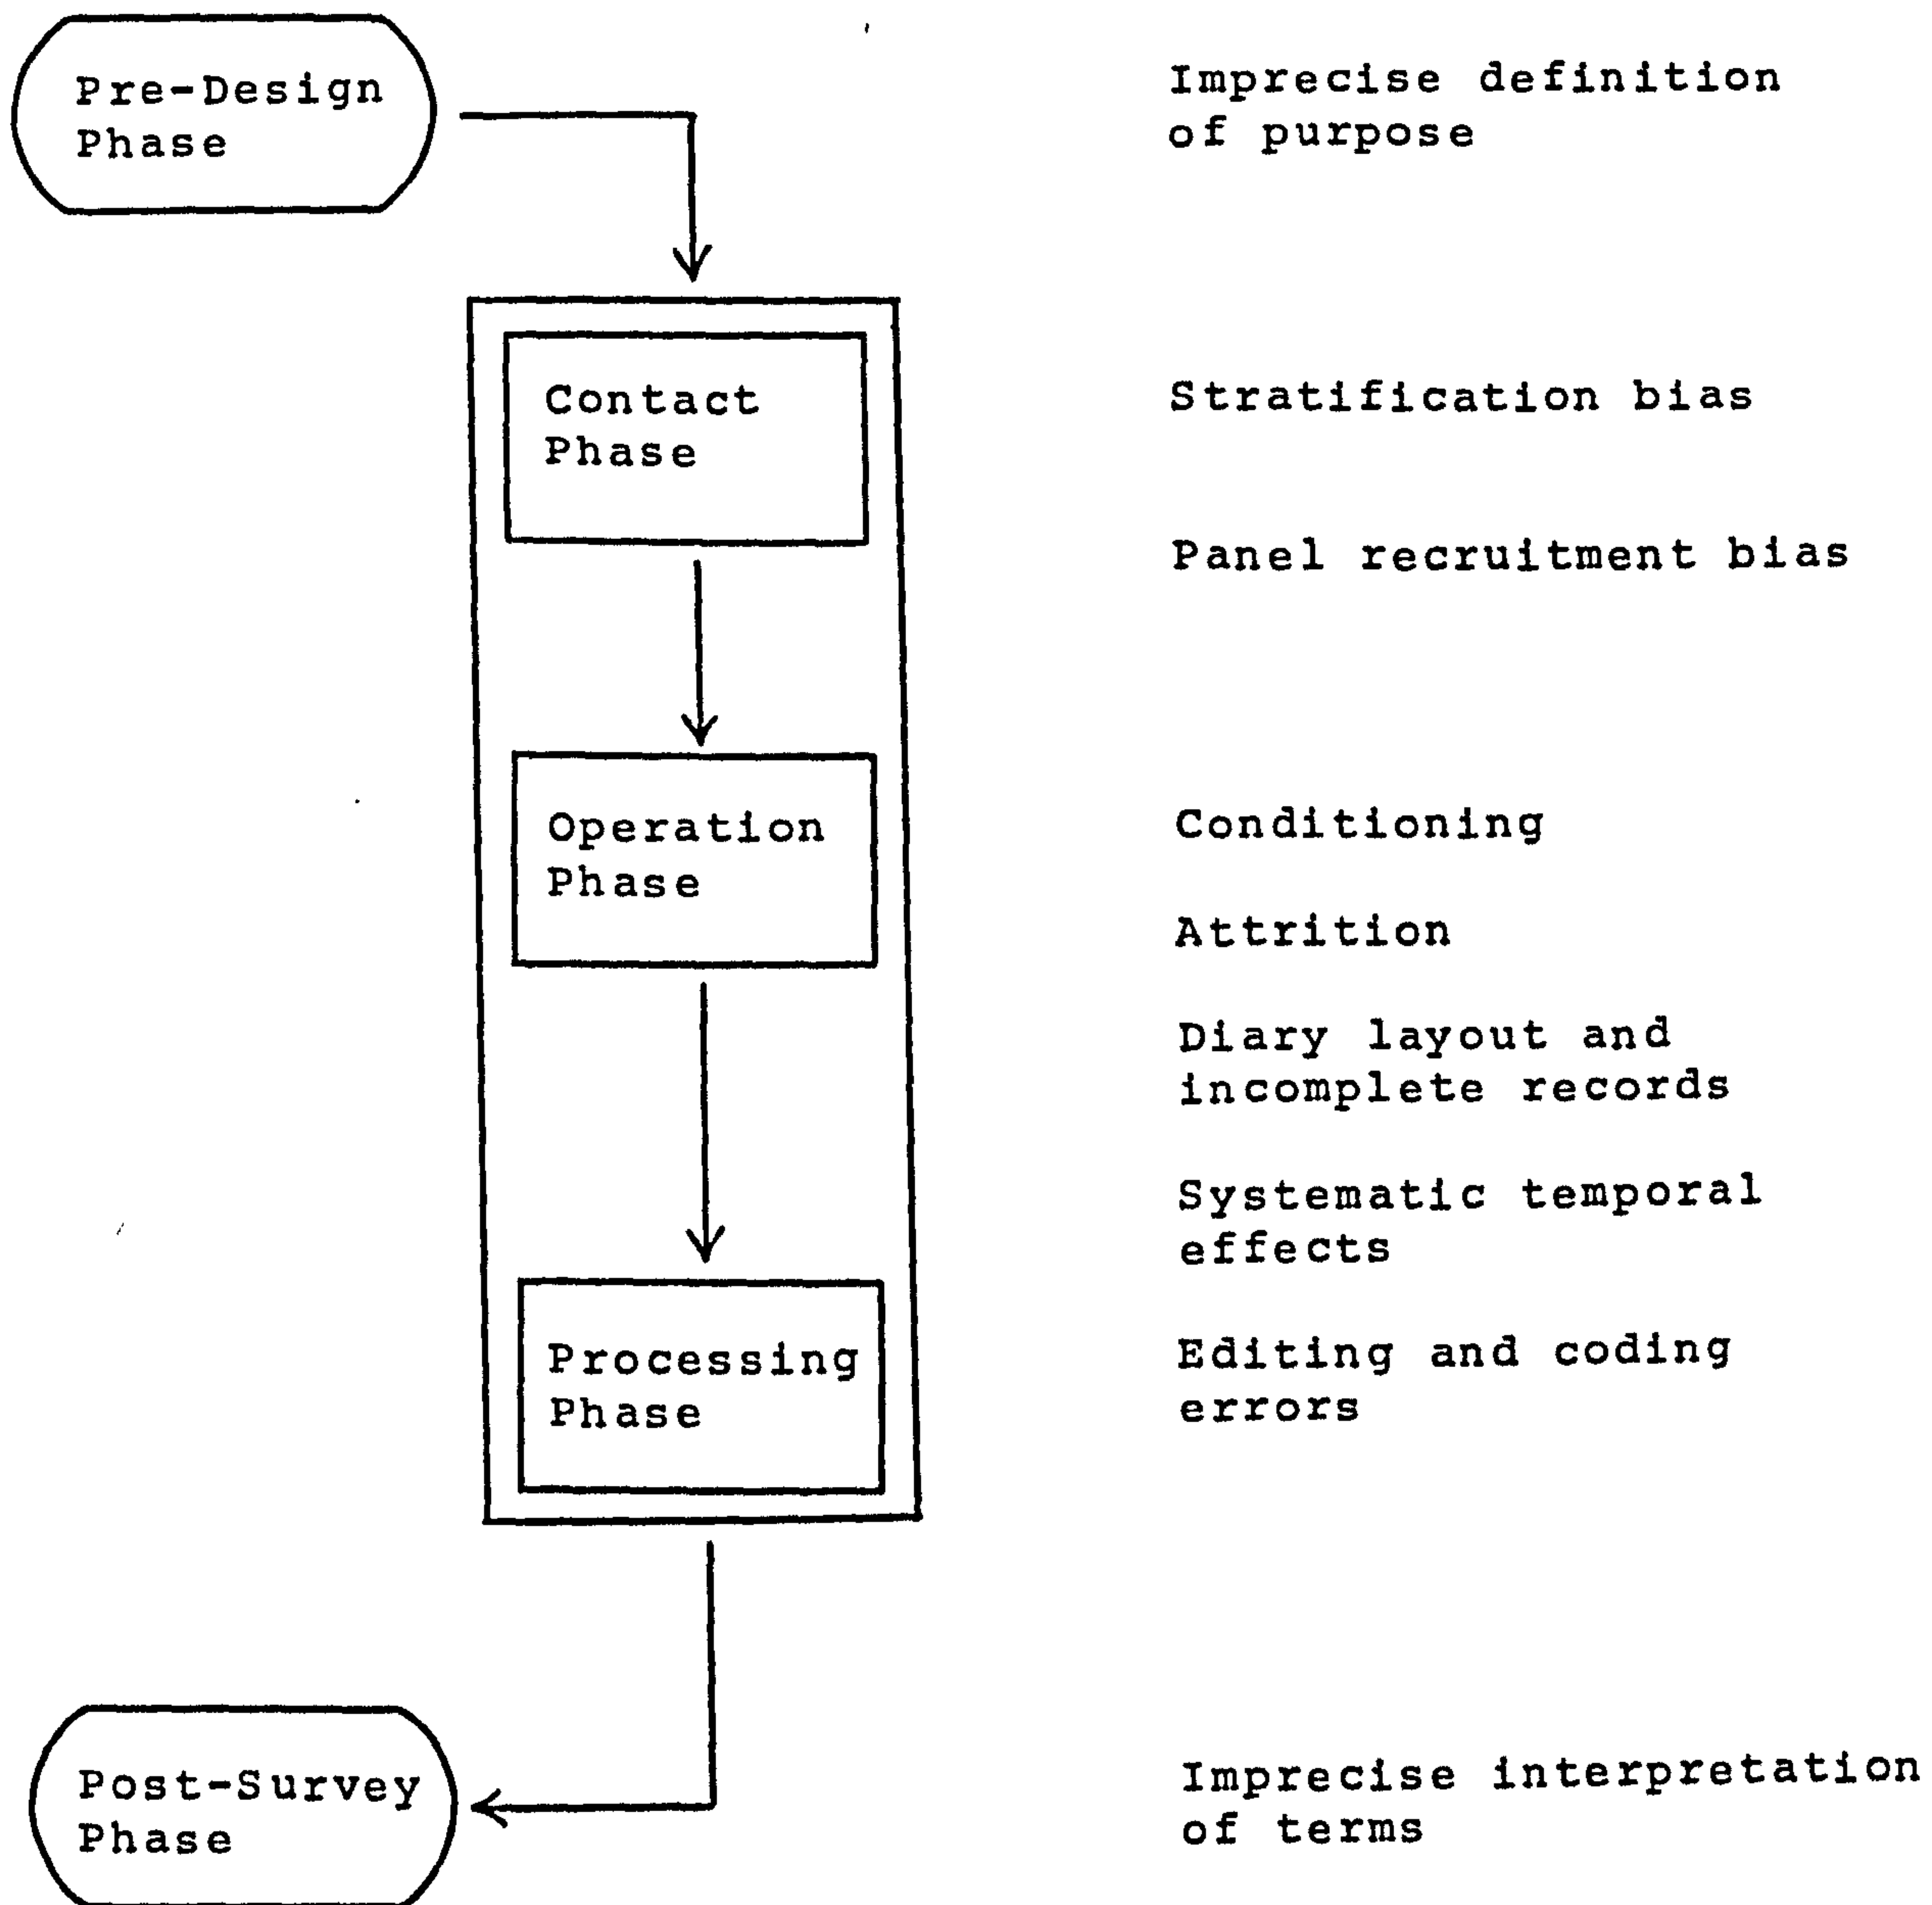 Pre-Design
Phase
Imprecise definition
of purpose
Contact
Phase
Stratification bias
Panel recruitment bias
Operation
Phase
Conditioning
Attrition
Diary layout and
incomplete records
Systematic temporal
effects
Processing
Phase
Editing and coding
errors
Post-Survey
Phase
Imprecise interpretation
of terms